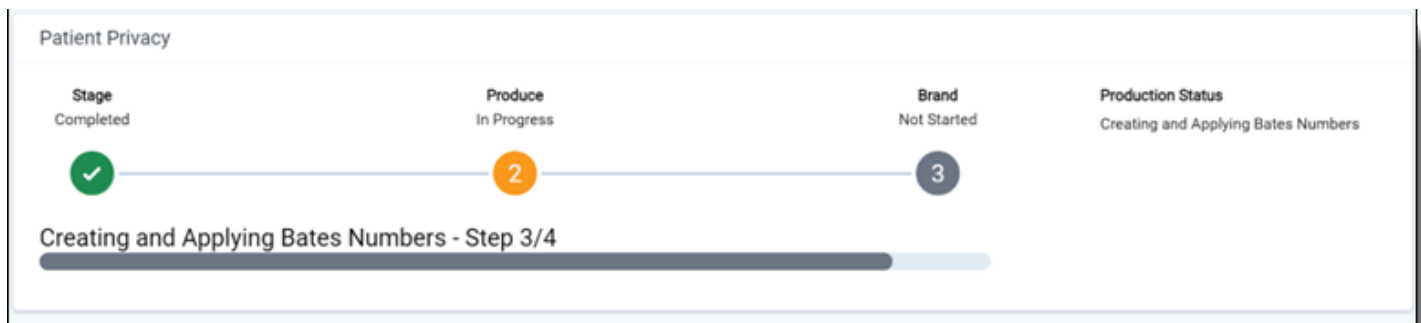 Patient Privacy
Stage
Completed
Produce
In Progress
Brand
Not Started
Production Status
Creating and Applying Bates Numbers
2
3
Creating and Applying Bates Numbers - Step 3/4